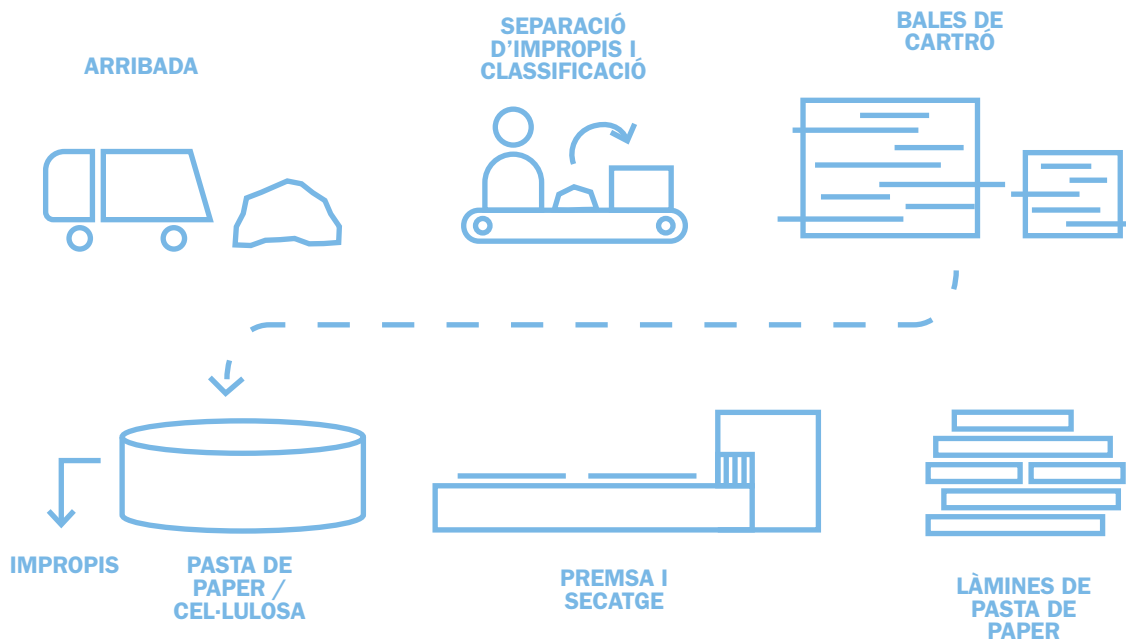 ARRIBADA
SEPARACIÓ
D'IMPROPIS I
CLASSIFICACIÓ
BALES DE
CARTRÓ
IMPROPIS
PASTA DE
PAPER /
CEL·LULOSA
PREMSA I
SECATGE
LÀMINES DE
PASTA DE
PAPER